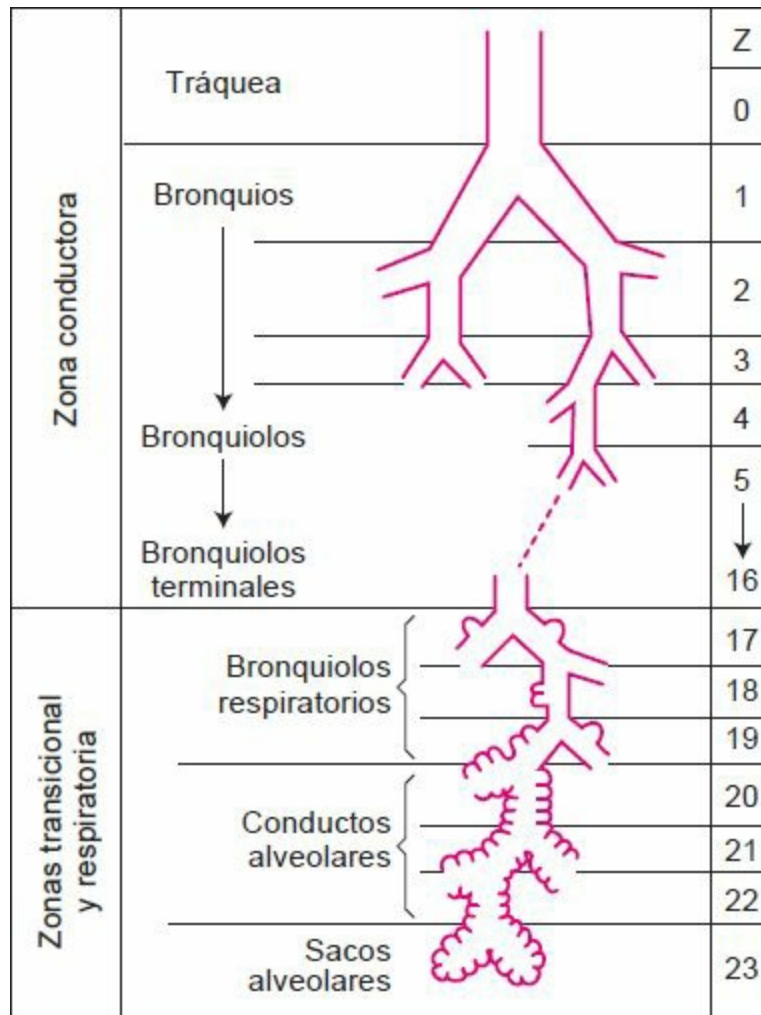 Zona conductora
Tráquea
Z
0
Bronquios
1
2
3
Bronquiolos
4
5
Bronquiolos
terminales
16
Zonas transicional
y respiratoria
Bronquiolos
respiratorios
17
18
19
Conductos
alveolares
20
21
22
Sacos
alveolares
23